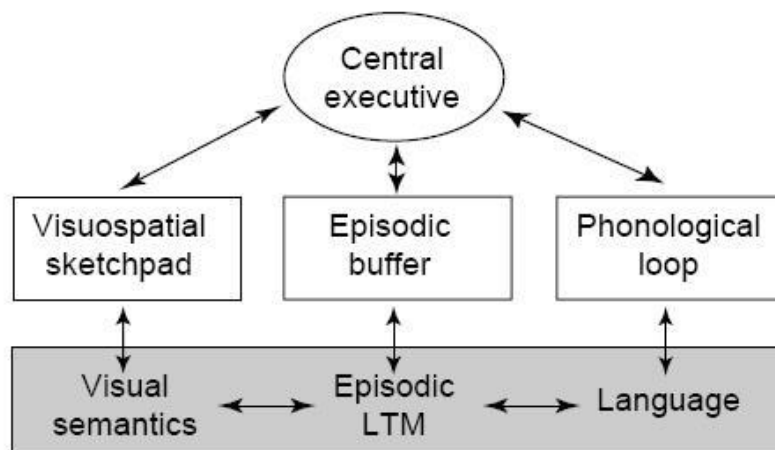 Central
executive
Visuospatial
sketchpad
Episodic
buffer
Phonological
loop
Visual
semantics
Episodic
LTM
Language